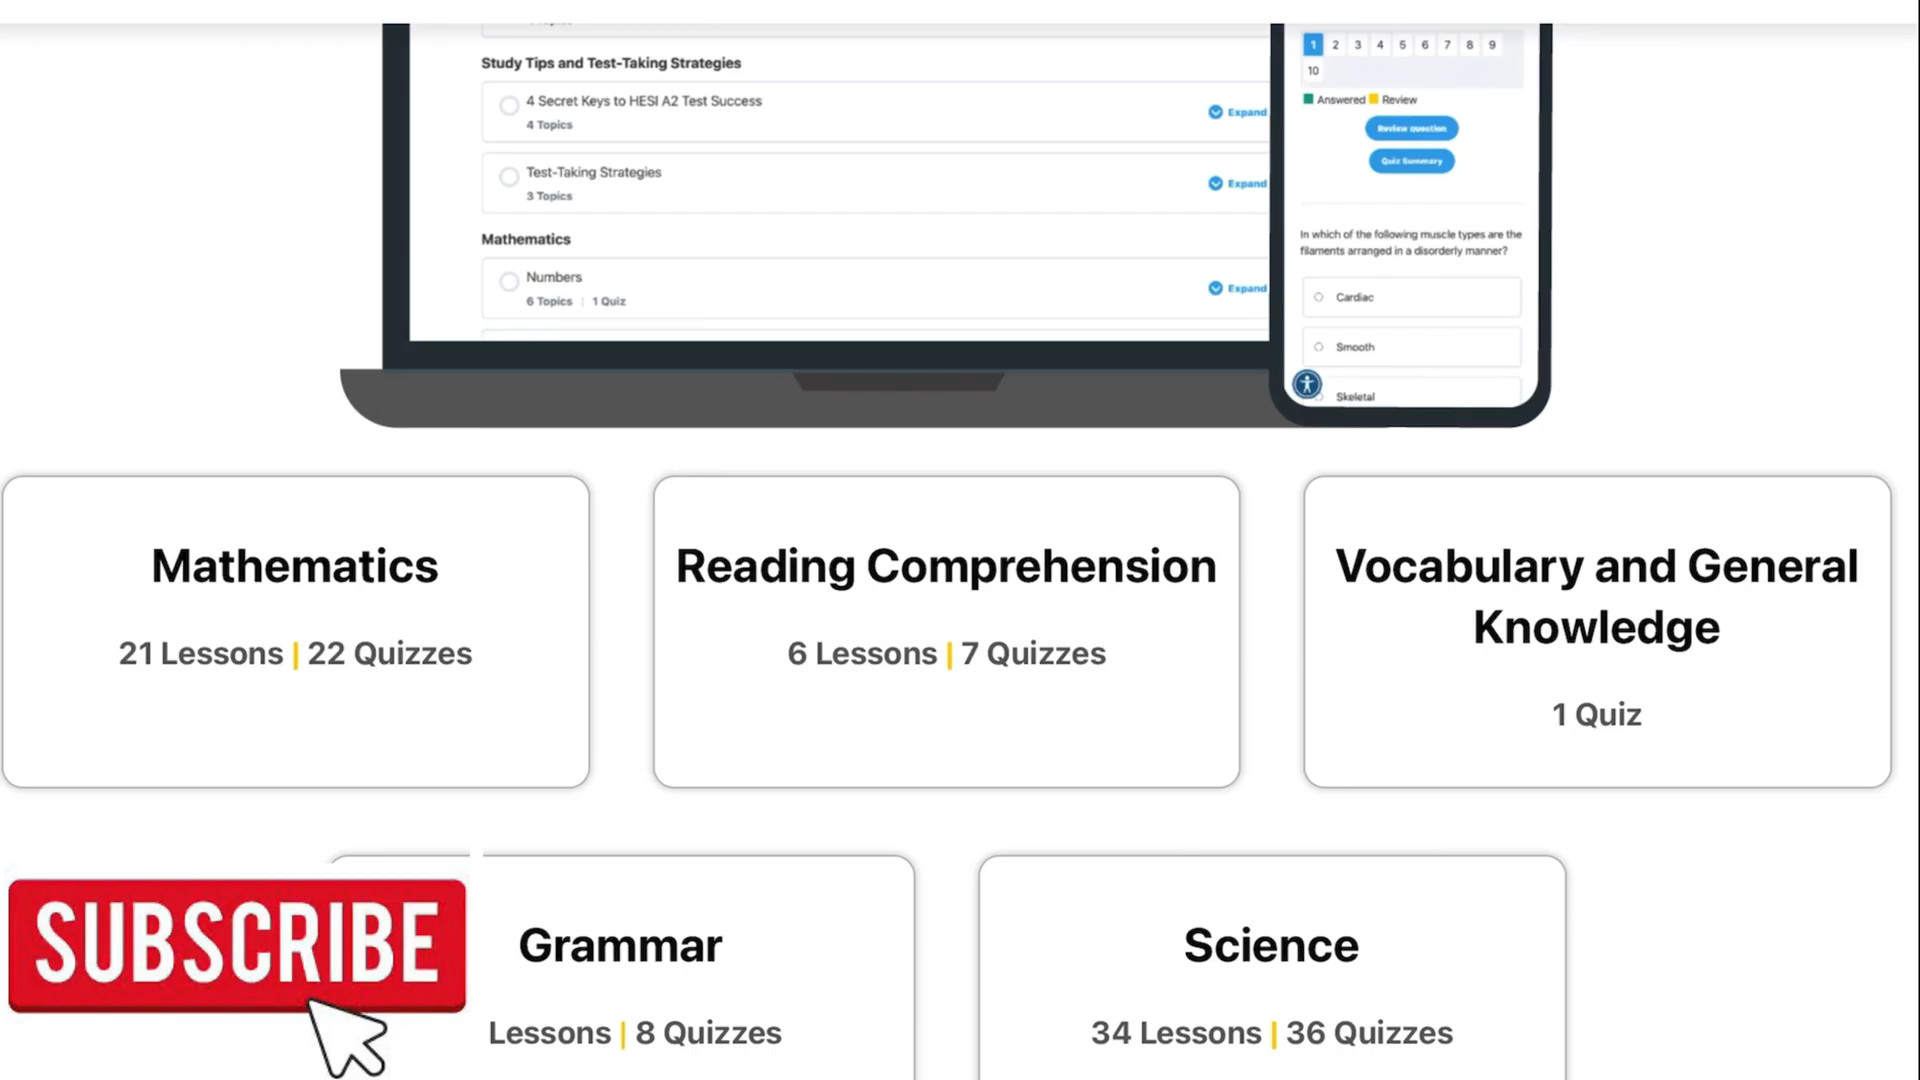 Study Tips and Test-Taking Strategies
4 Secret Keys to HESI A2 Test Success
4 Topics
Expand
Test-Taking Strategies
3 Topics
Expand
Mathematics
Numbers
6 Topics | 1 Quiz
Expand
1 2 3 4 5 6 7 8 9
10
Answered Review
Review question
Quiz Summary
In which of the following muscle types are the
filaments arranged in a disorderly manner?
Cardiac
Smooth
Skeletal
Mathematics
21 Lessons | 22 Quizzes
Reading Comprehension
6 Lessons | 7 Quizzes
Vocabulary and General
Knowledge
1 Quiz
SUBSCRIBE
Grammar
Lessons | 8 Quizzes
Science
34 Lessons | 36 Quizzes